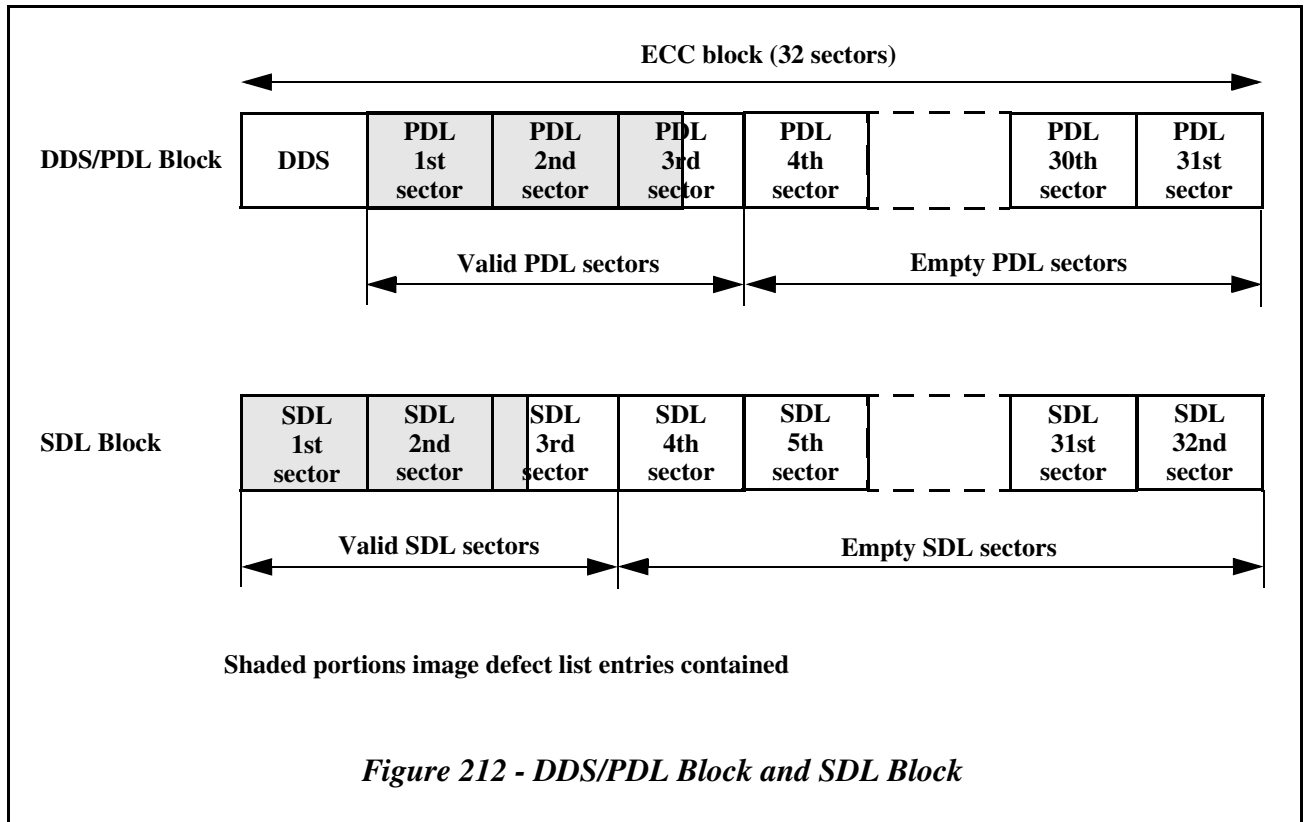 ECC block (32 sectors)
DDS/PDL Block
DDS
PDL
1st
sector
PDL
2nd
sector
PDL
3rd
sector
PDL
4th
sector
PDL
30th
sector
PDL
31st
sector
Valid PDL sectors
Empty PDL sectors
SDL Block
SDL
1st
sector
SDL
2nd
sector
SDL
3rd
sector
SDL
4th
sector
SDL
5th
sector
SDL
31st
sector
SDL
32nd
sector
Valid SDL sectors
Empty SDL sectors
Shaded portions image defect list entries contained
Figure 212 - DDS/PDL Block and SDL Block